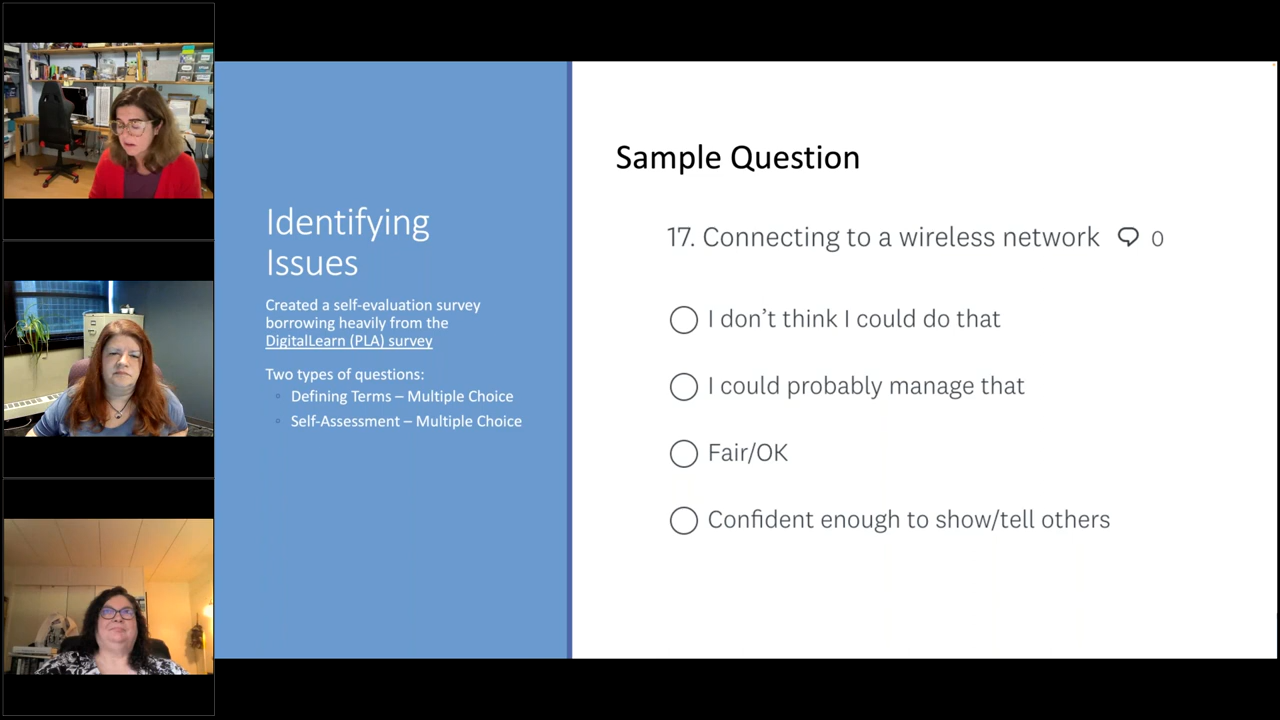 Identifying
Issues
Created a self-evaluation survey
borrowing heavily from the
DigitalLearn (PLA) survey
Two types of questions:
◦ Defining Terms – Multiple Choice
◦ Self-Assessment – Multiple Choice
Sample Question
17. Connecting to a wireless network 0
I don’t think I could do that
I could probably manage that
Fair/OK
Confident enough to show/tell others